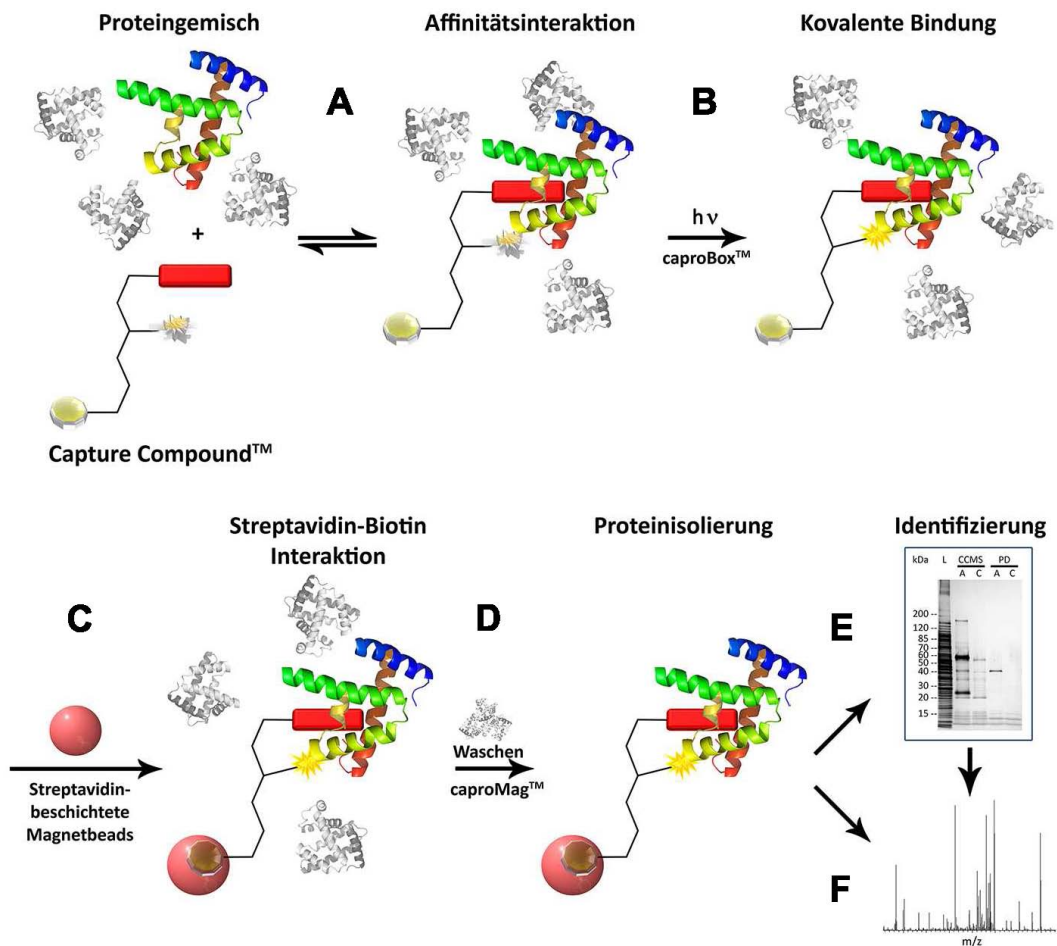 Proteingemisch
Affinitätsinteraktion
Kovalente Bindung
A
B
+
hν
caproBox™
Capture Compound™
Streptavidin-Biotin
Interaktion
Proteinisolierung
Identifizierung
kDa L CCMS PD
A C A C
200 --
120 --
85 --
70 --
60 --
50 --
40 --
30 --
20 --
15 --
C
D
E
Waschen
caproMag™
Streptavidin-
beschichtete
Magnetbeads
F
m/z